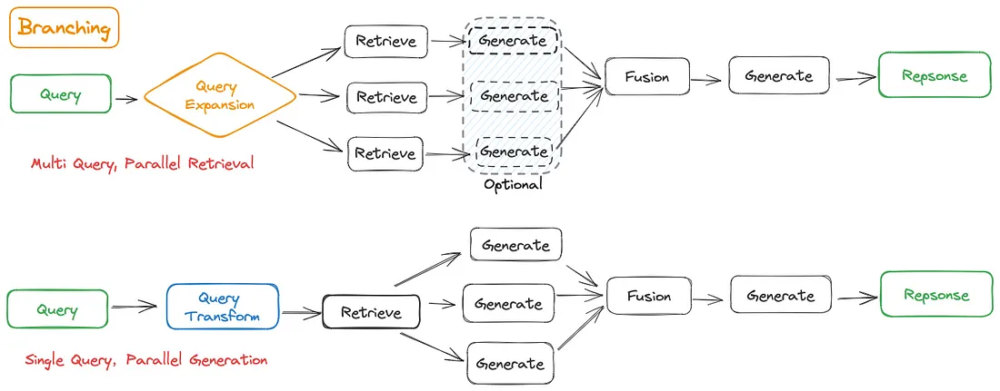 Branching
Query
Query
Expansion
Retrieve
Retrieve
Retrieve
Generate
Generate
Generate
Optional
Fusion
Generate
Repsonse
Multi Query, Parallel Retrieval
Query
Query
Transform
Retrieve
Generate
Generate
Generate
Fusion
Generate
Repsonse
Single Query, Parallel Generation